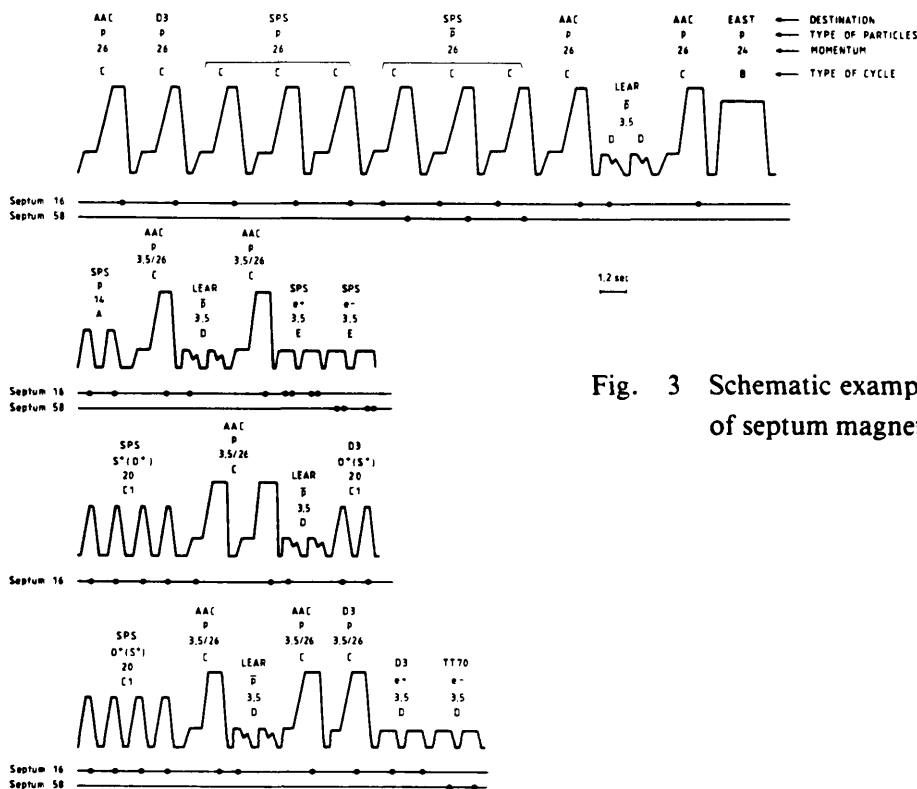 AAC D3 SPS SPS AAC AAC EAST ← DESTINATION
p p p p̅ p p p ← TYPE OF PARTICLES
26 26 26 26 26 26 24 ← MOMENTUM
C C C C C C C C C C B ← TYPE OF CYCLE
LEAR
p̅
3.5
D D
Septum 16
Septum 58
1.2 sec
AAC AAC
p p
3.5/26 3.5/26
C C
SPS LEAR SPS SPS
p p̅ e+ e-
14 3.5 3.5 3.5
A D E E
Septum 16
Septum 58
Fig. 3 Schematic examp
of septum magne
SPS AAC LEAR D3
S+(O+) p p̅ O+(S+)
20 3.5/26 3.5 20
C1 C D C1
Septum 16
SPS AAC LEAR AAC D3 D3 TT70
O+(S+) p p̅ p p e+ e-
20 3.5/26 3.5 3.5/26 3.5/26 3.5 3.5
C1 C D C C D D
Septum 16
Septum 58